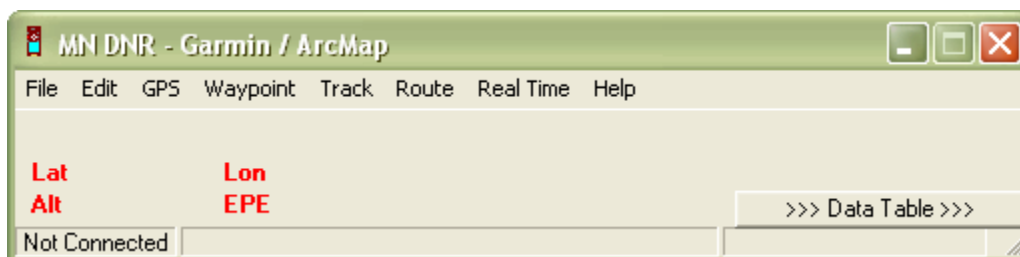 MN DNR - Garmin / ArcMap
File Edit GPS Waypoint Track Route Real Time Help
Lat Lon
Alt EPE
>>> Data Table >>>
Not Connected